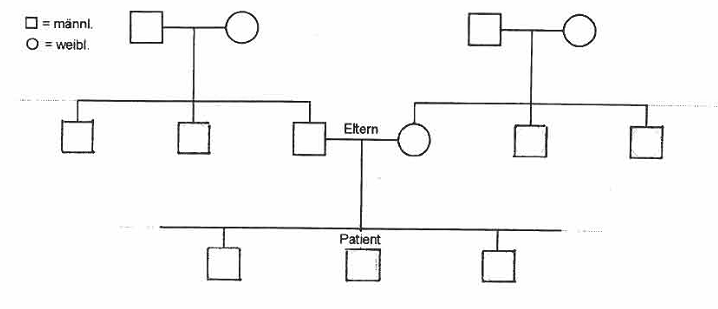 = männl.
= weibl.
Eltern
Patient